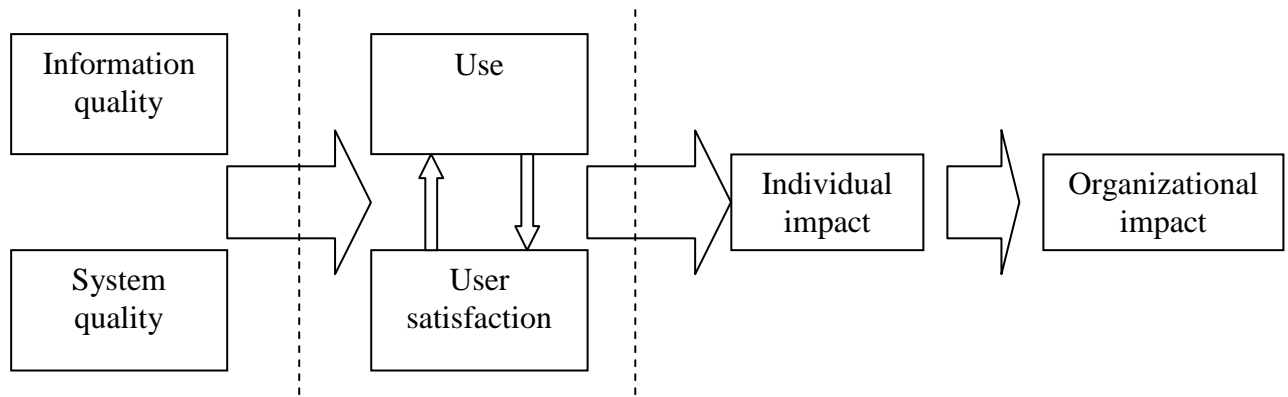 Information
quality
Use
Individual
impact
Organizational
impact
System
quality
User
satisfaction